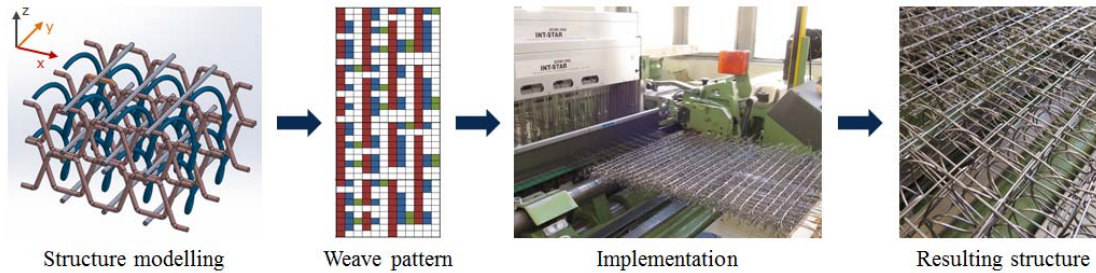 z
y
x
INT-STAR
INT-STAR
Structure modelling
Weave pattern
Implementation
Resulting structure